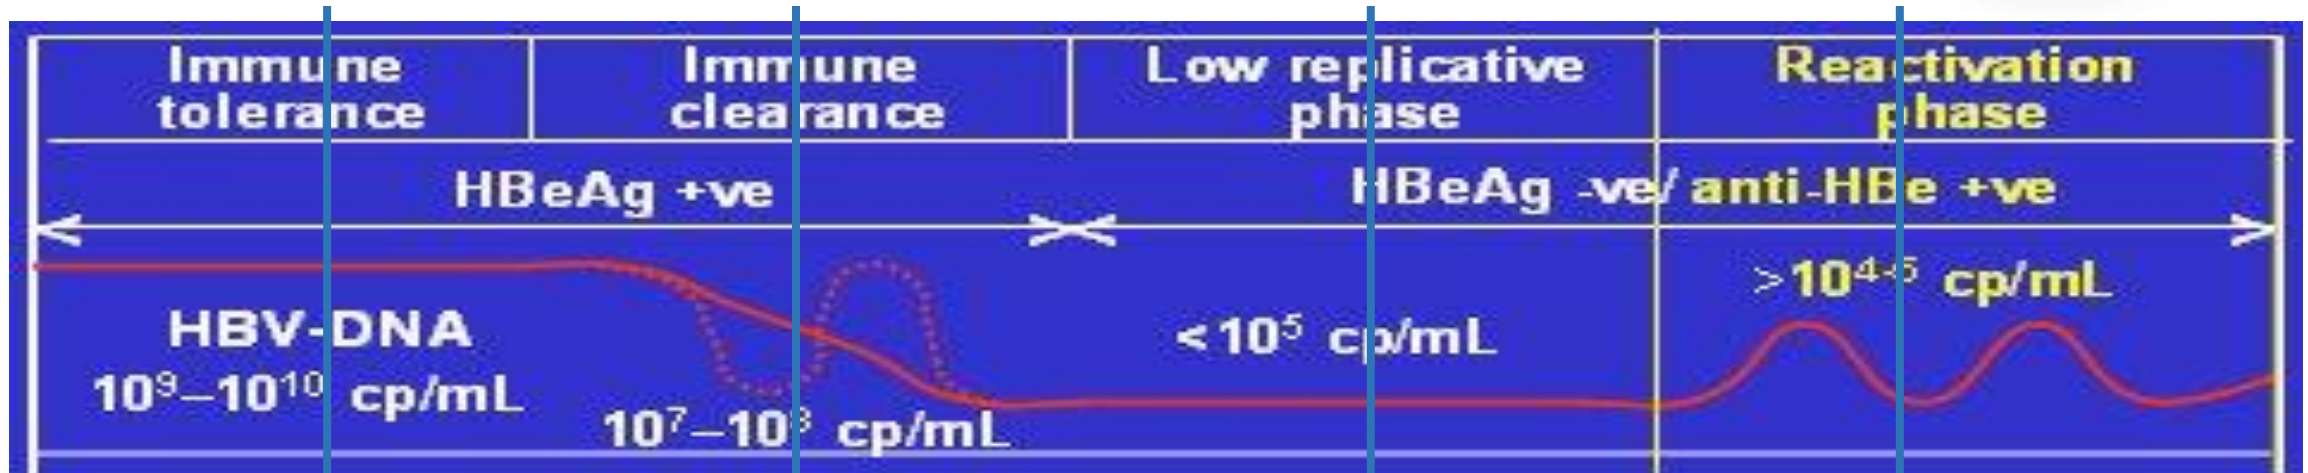 Immune
tolerance
Immune
clearance
Low replicative
phase
Reactivation
phase
HBeAg +ve
HBeAg -ve/ anti-HBe +ve
HBV-DNA
10⁹–10¹⁰ cp/mL
10⁷–10⁸ cp/mL
<10⁵ cp/mL
>10⁴⁻⁵ cp/mL